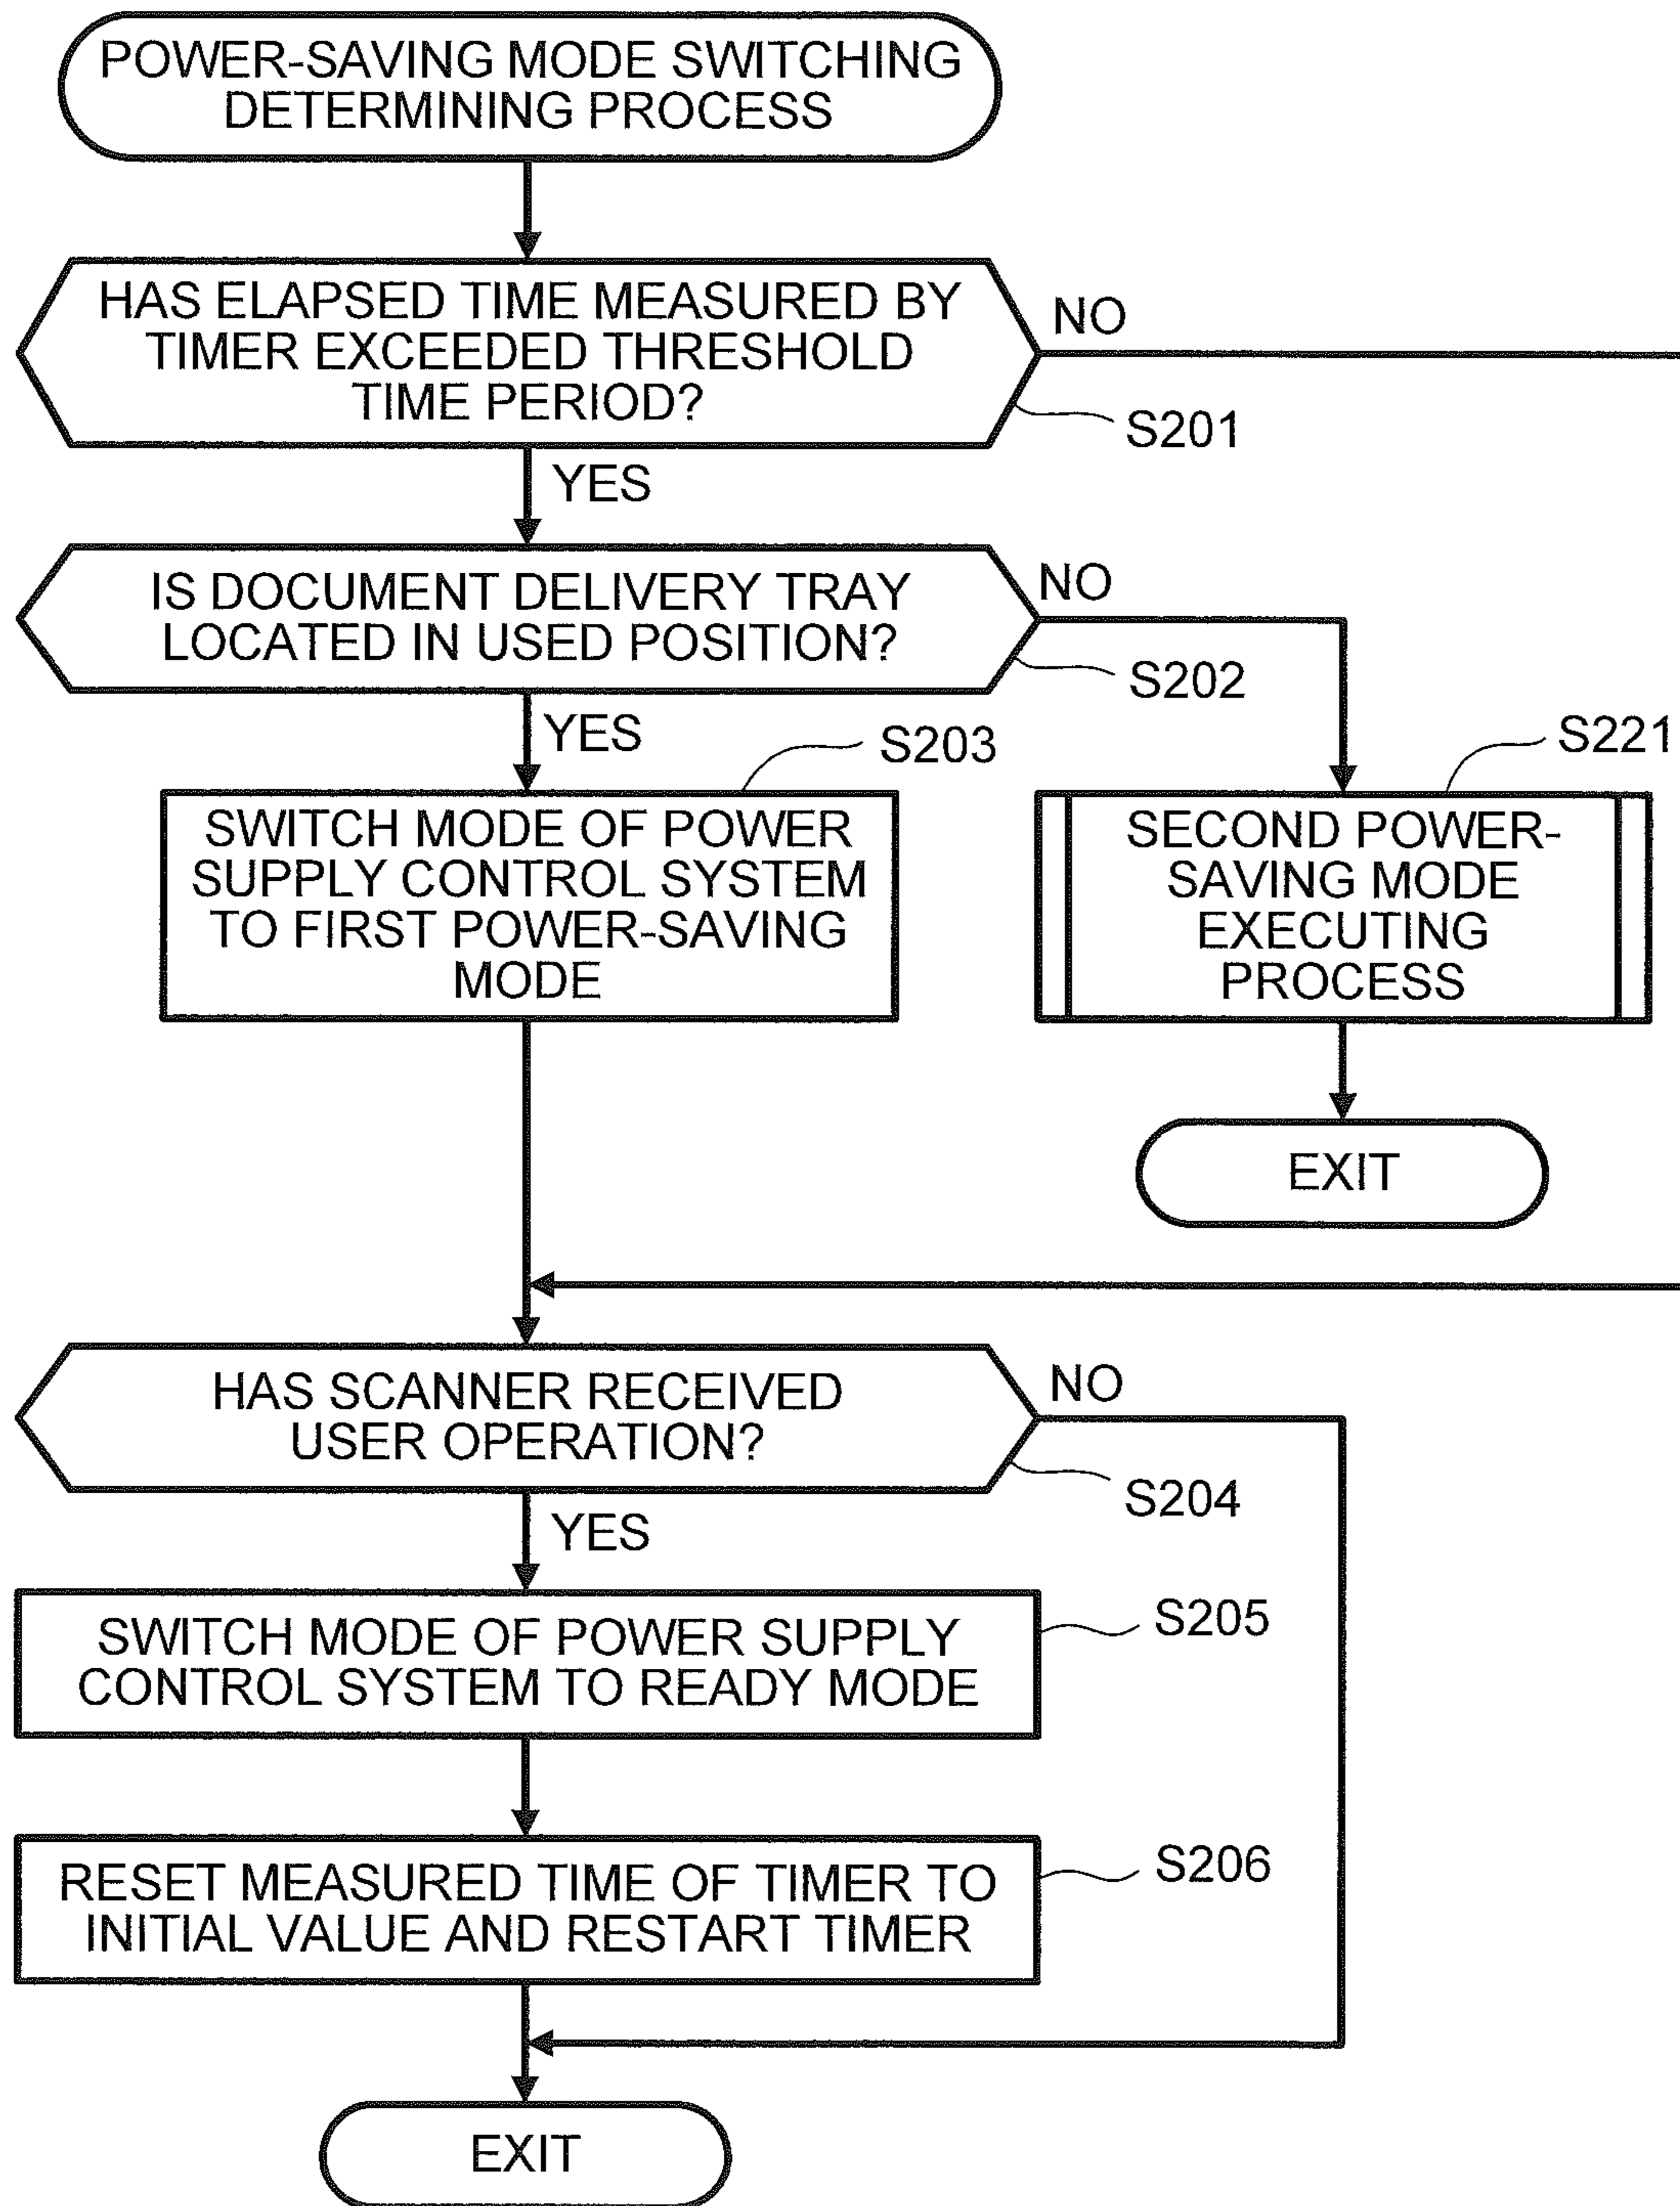 POWER-SAVING MODE SWITCHING
DETERMINING PROCESS
HAS ELAPSED TIME MEASURED BY
TIMER EXCEEDED THRESHOLD
TIME PERIOD?
NO
S201
YES
IS DOCUMENT DELIVERY TRAY
LOCATED IN USED POSITION?
NO
S202
YES
S203
SWITCH MODE OF POWER
SUPPLY CONTROL SYSTEM
TO FIRST POWER-SAVING
MODE
S221
SECOND POWER-
SAVING MODE
EXECUTING
PROCESS
EXIT
HAS SCANNER RECEIVED
USER OPERATION?
NO
S204
YES
SWITCH MODE OF POWER SUPPLY
CONTROL SYSTEM TO READY MODE
S205
RESET MEASURED TIME OF TIMER TO
INITIAL VALUE AND RESTART TIMER
S206
EXIT